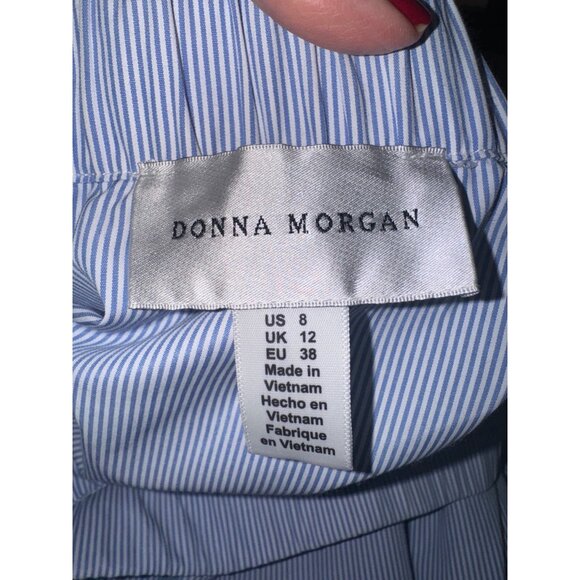 DONNA MORGAN
US 8
UK 12
EU 38
Made in
Vietnam
Hecho en
Vietnam
Fabrique
en Vietnam